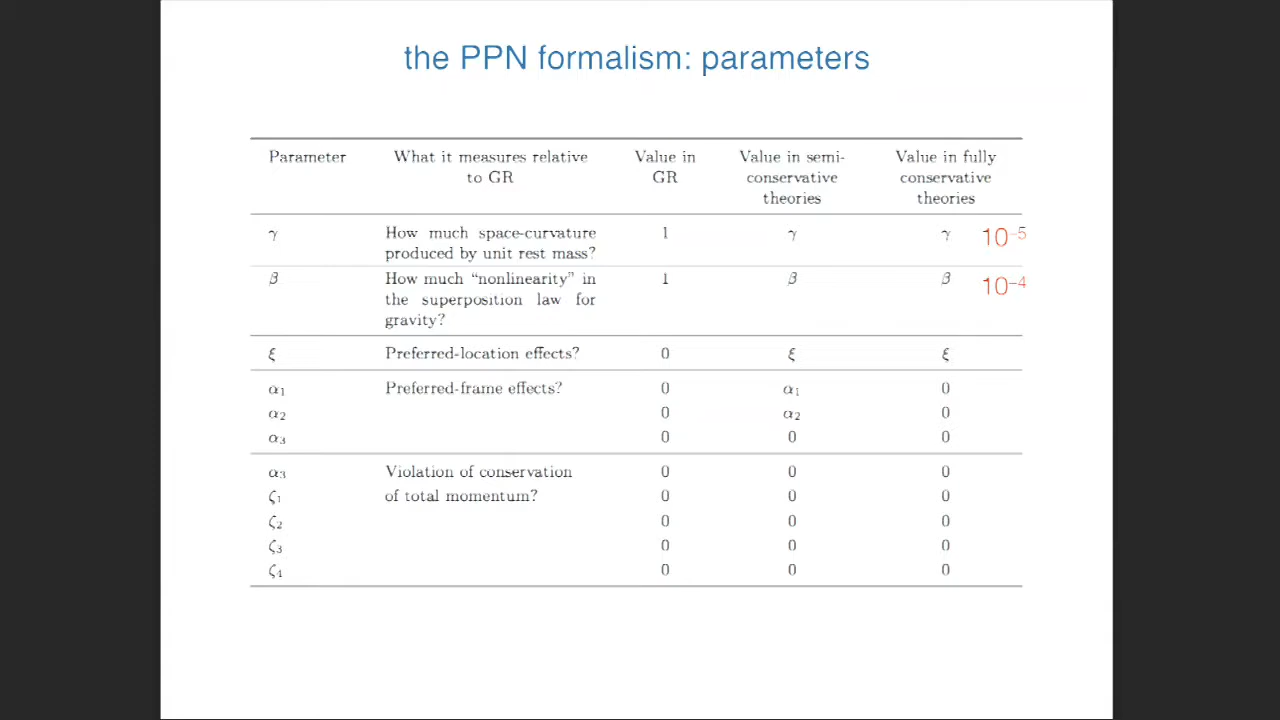 the PPN formalism: parameters
Parameter What it measures relative to GR Value in GR Value in semi-conservative theories Value in fully conservative theories
γ How much space-curvature produced by unit rest mass? 1 γ γ 10⁻⁵
β How much “nonlinearity” in the superposition law for gravity? 1 β β 10⁻⁴
ξ Preferred-location effects? 0 ξ ξ
α₁ Preferred-frame effects? 0 α₁ 0
α₂ 0 α₂ 0
α₃ 0 0 0
α₃ Violation of conservation 0 0 0
ζ₁ of total momentum? 0 0 0
ζ₂ 0 0 0
ζ₃ 0 0 0
ζ₄ 0 0 0